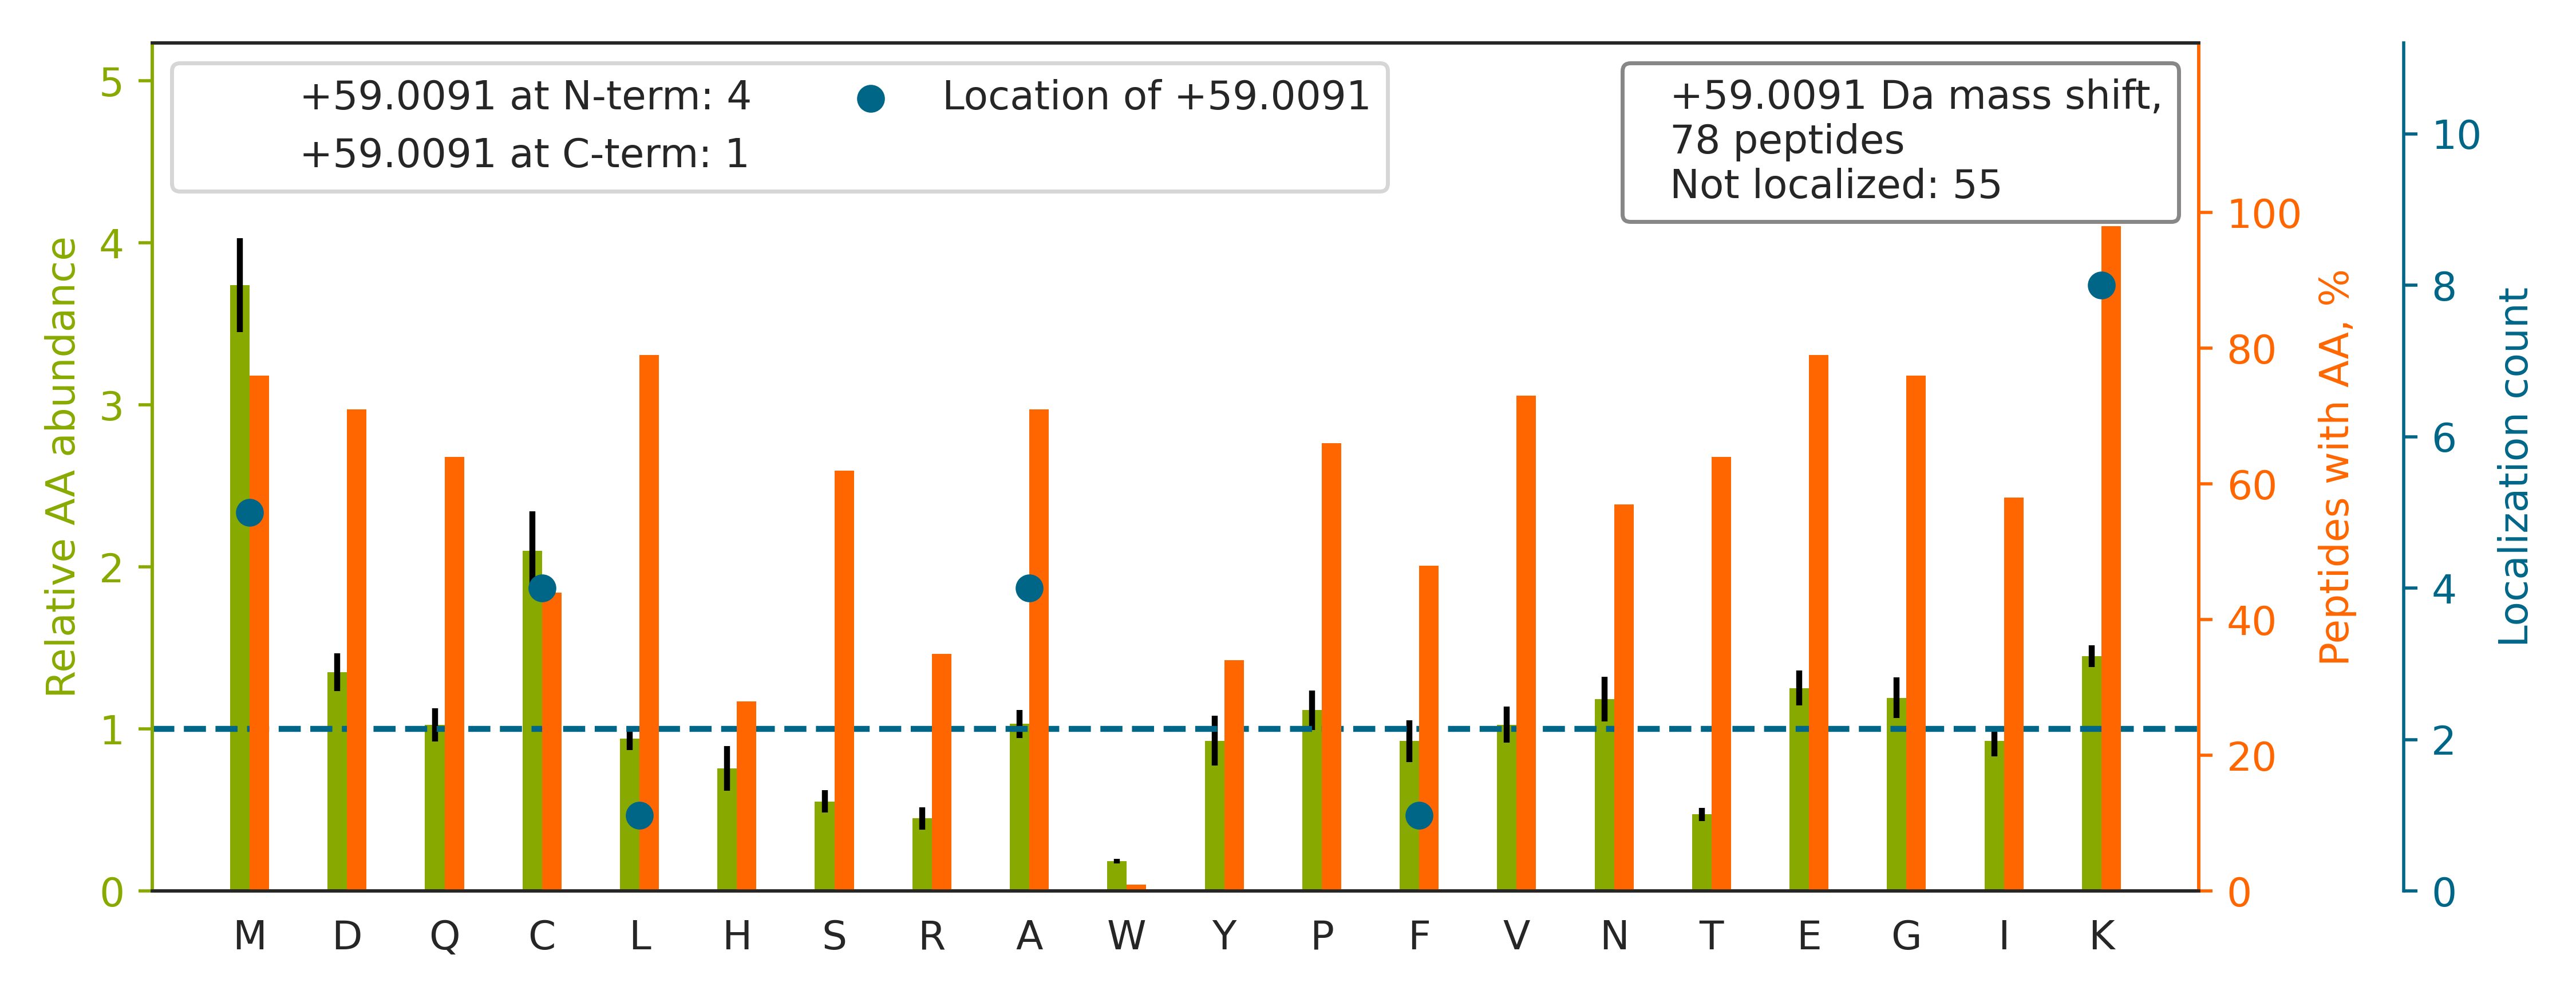 +59.0091 at N-term: 4
+59.0091 at C-term: 1
Location of +59.0091
+59.0091 Da mass shift,
78 peptides
Not localized: 55
Relative AA abundance
5
4
3
2
1
0
M D Q C L H S R A W Y P F V N T E G I K
100
80
60
40
20
0
Peptides with AA, %
10
8
6
4
2
0
Localization count